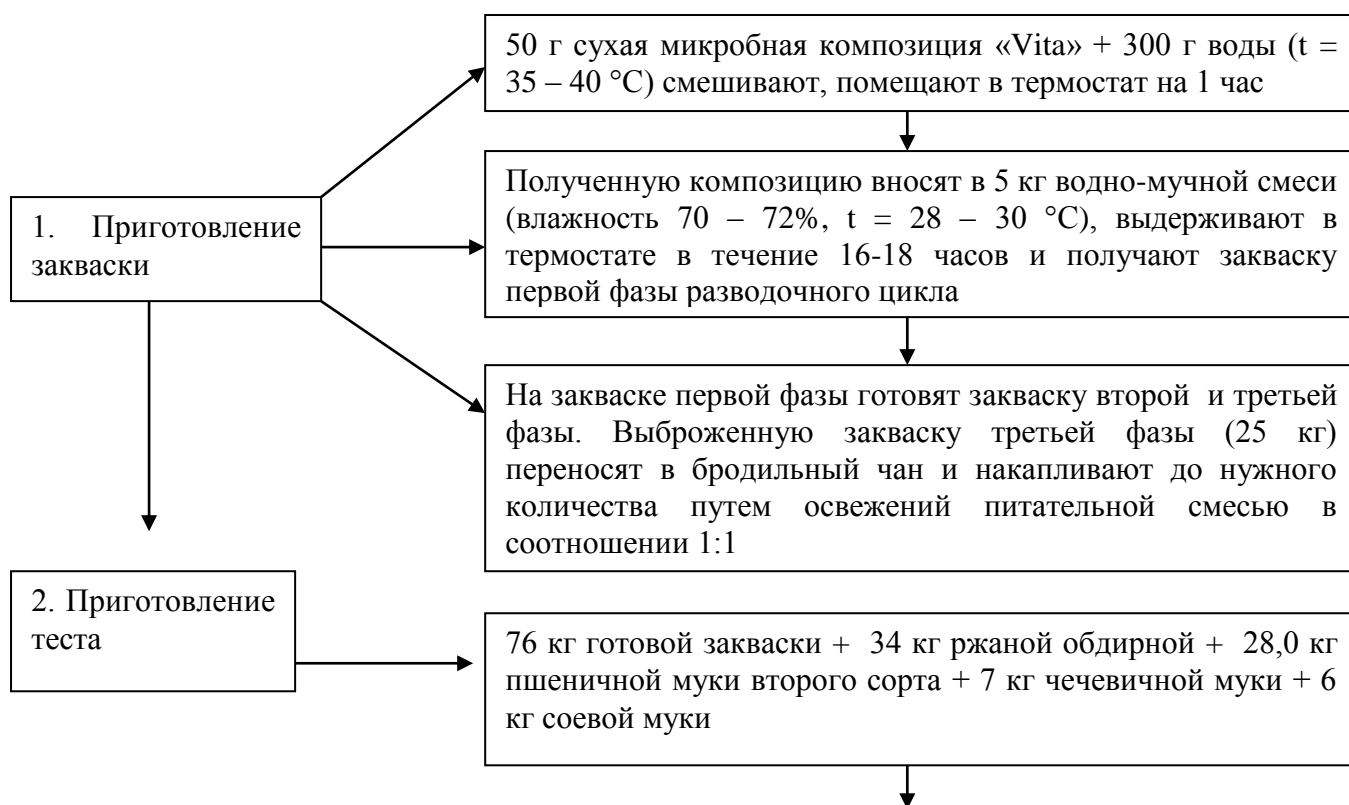 50 г сухая микробная композиция «Vita» + 300 г воды (t =
35 – 40 °C) смешивают, помещают в термостат на 1 час
1. Приготовление
закваски
Полученную композицию вносят в 5 кг водно-мучной смеси
(влажность 70 – 72%, t = 28 – 30 °C), выдерживают в
термостате в течение 16-18 часов и получают закваску
первой фазы разводочного цикла
На закваске первой фазы готовят закваску второй и третьей
фазы. Выброженную закваску третьей фазы (25 кг)
переносят в бродильный чан и накапливают до нужного
количества путем освежений питательной смесью в
соотношении 1:1
2. Приготовление
теста
76 кг готовой закваски + 34 кг ржаной обдирной + 28,0 кг
пшеничной муки второго сорта + 7 кг чечевичной муки + 6
кг соевой муки